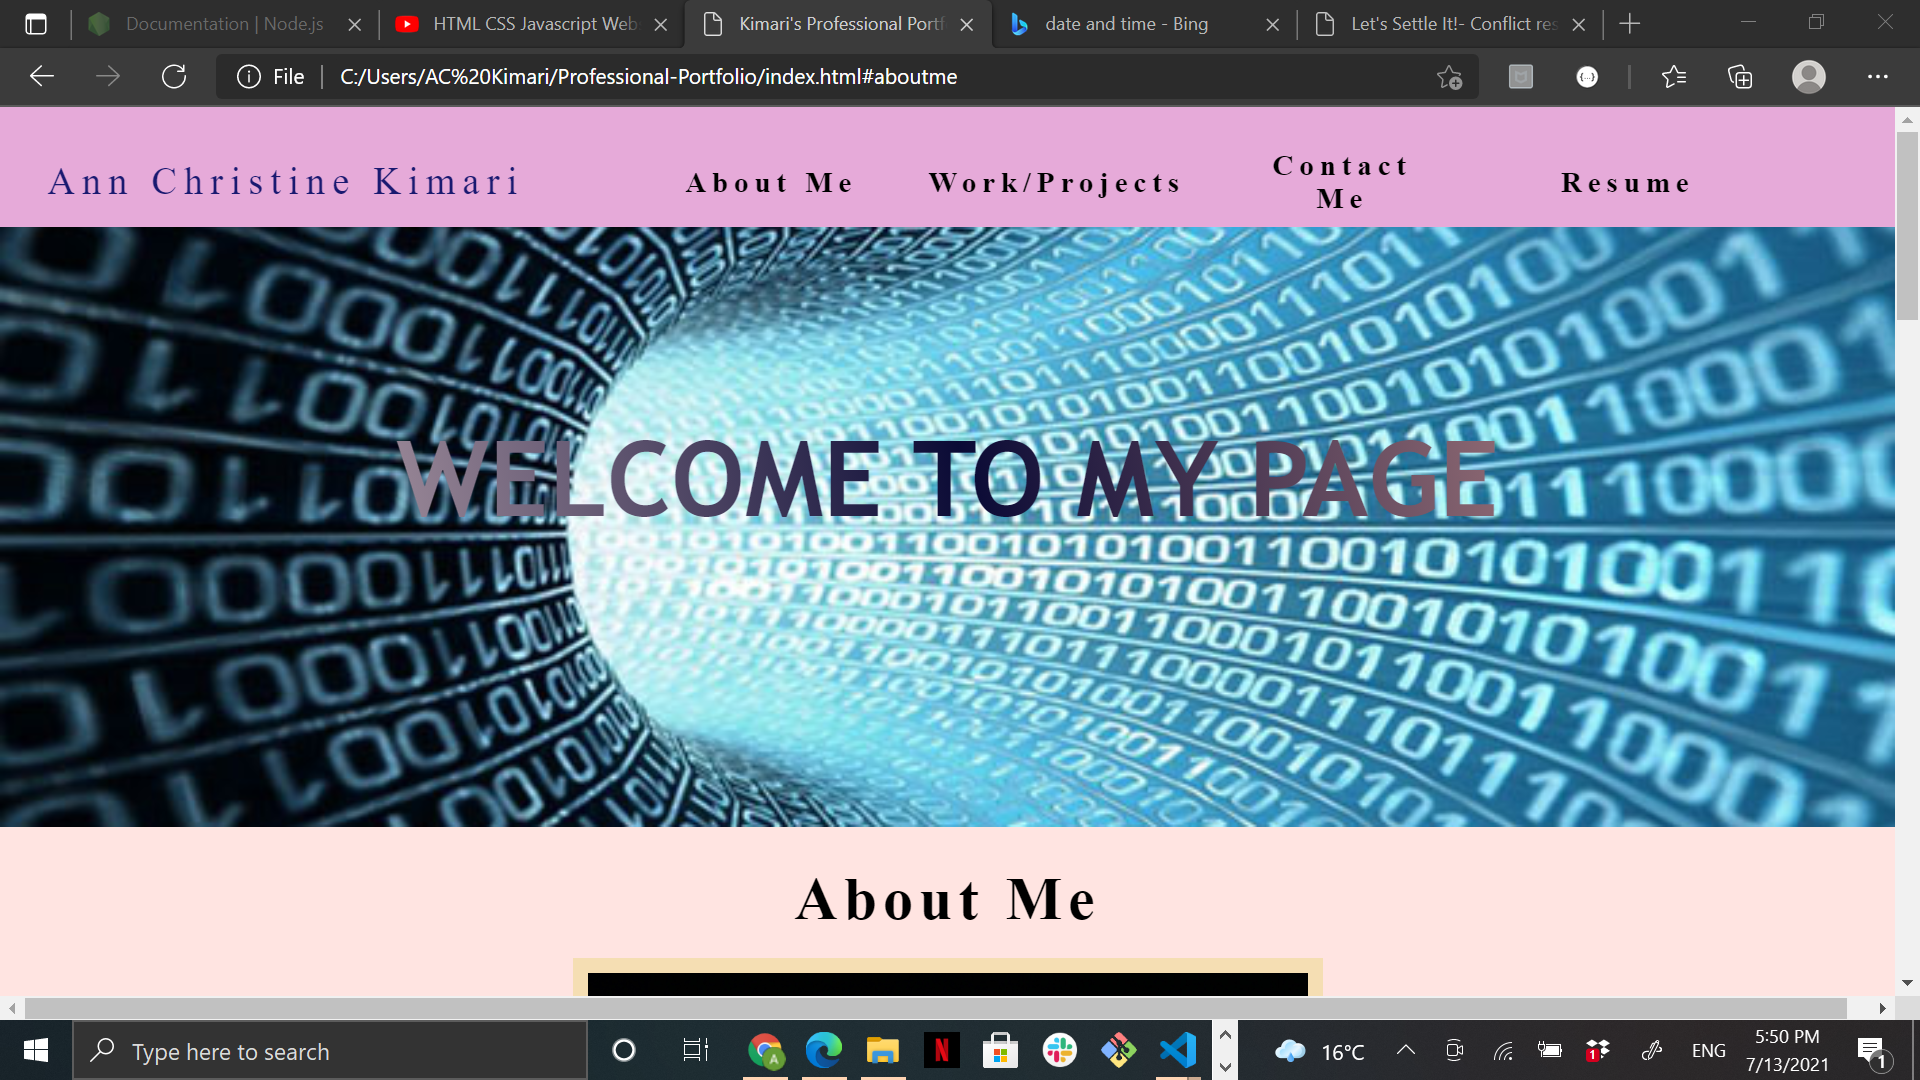 Documentation | Node.js
HTML CSS Javascript Web
Kimari's Professional Portf
date and time - Bing
Let's Settle It!- Conflict res
File
C:/Users/AC%20Kimari/Professional-Portfolio/index.html#aboutme
Ann Christine Kimari
About Me
Work/Projects
Contact
Me
Resume
WELCOME TO MY PAGE
About Me
Type here to search
16°C
1
ENG
5:50 PM
7/13/2021
1